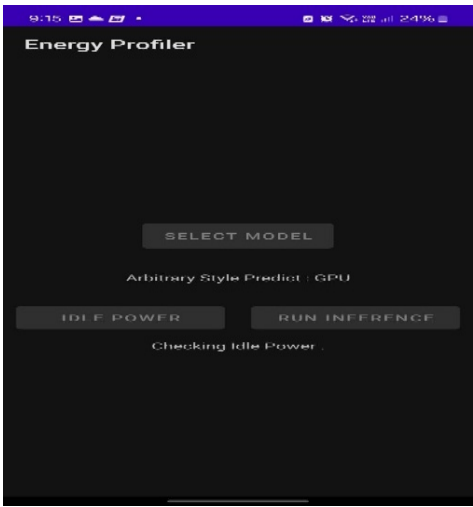 9:15 24%
Energy Profiler
SELECT MODEL
Arbitrary Style Predict : GPU
IDLE POWER RUN INFERENCE
Checking Idle Power .